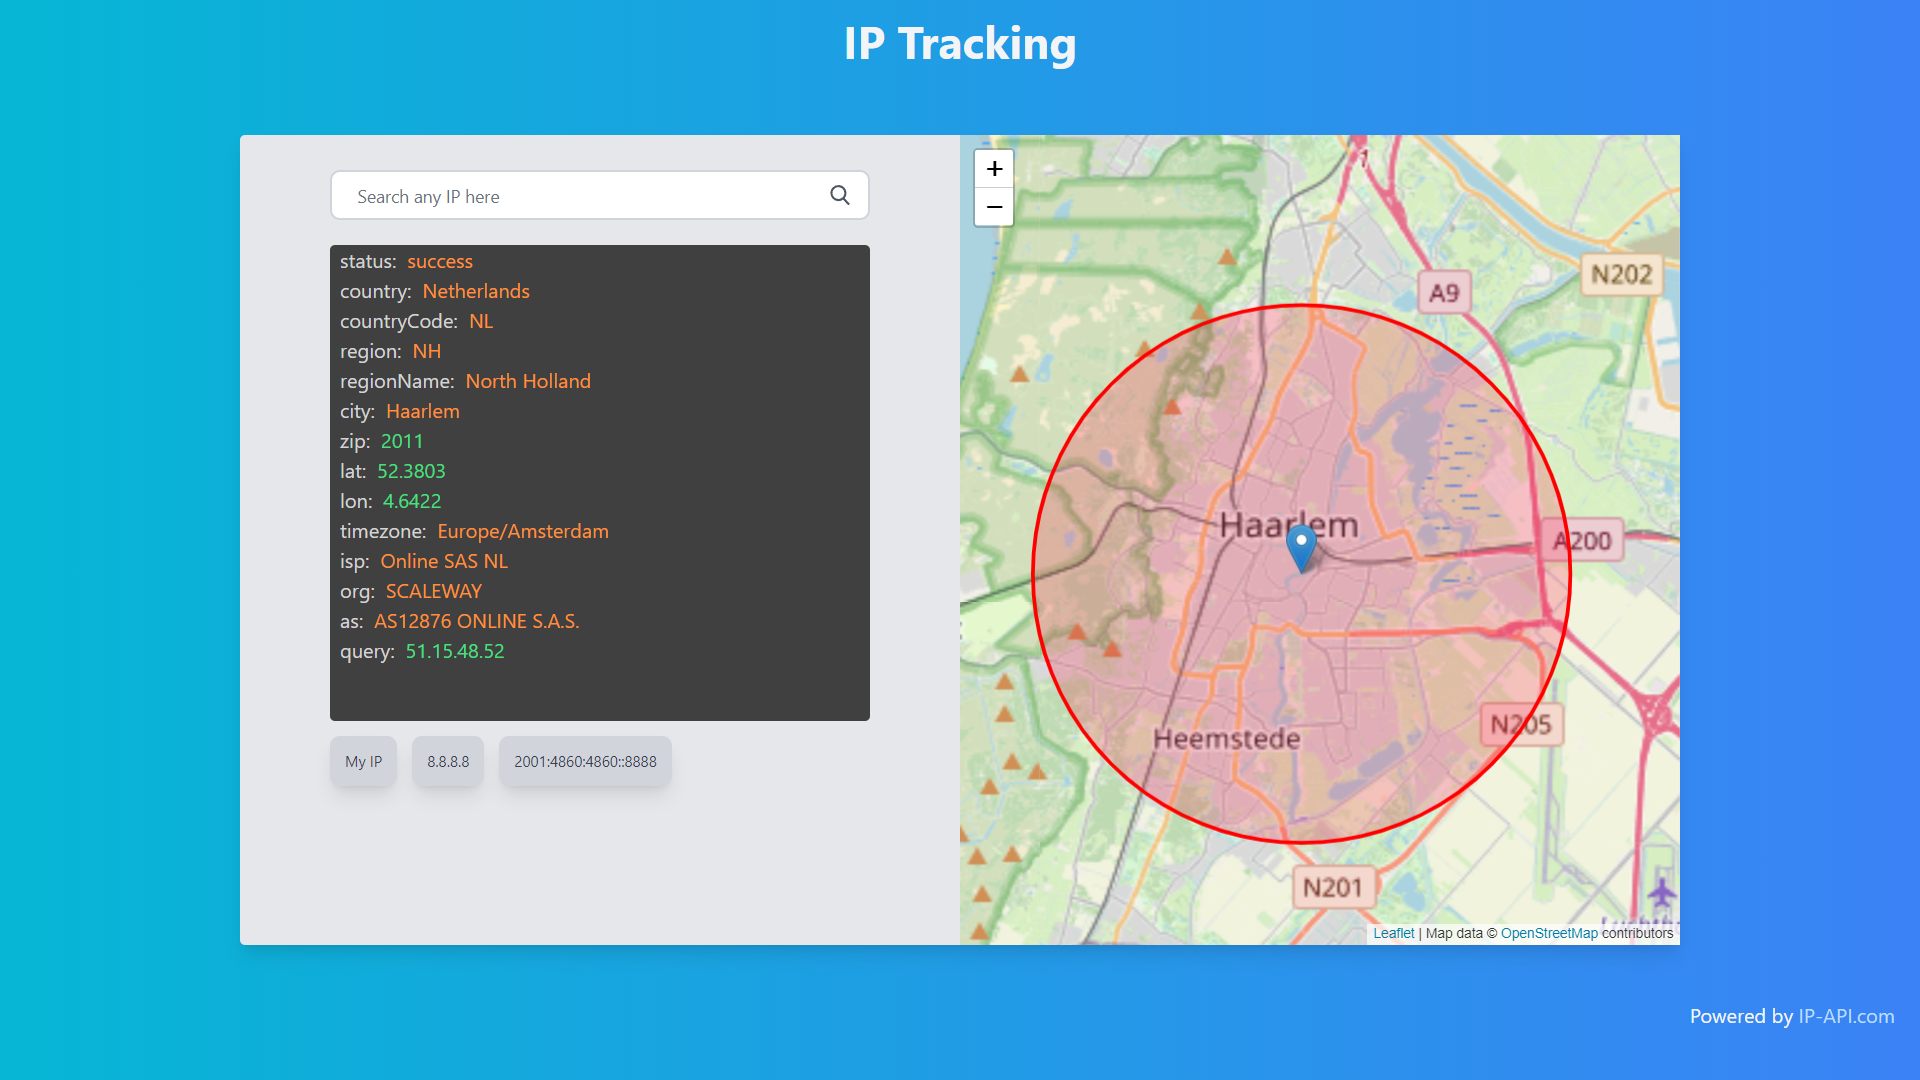 IP Tracking
Search any IP here
status: success
country: Netherlands
countryCode: NL
region: NH
regionName: North Holland
city: Haarlem
zip: 2011
lat: 52.3803
lon: 4.6422
timezone: Europe/Amsterdam
isp: Online SAS NL
org: SCALEWAY
as: AS12876 ONLINE S.A.S.
query: 51.15.48.52
My IP
8.8.8.8
2001:4860:4860::8888
+
−
A9
N202
Haarlem
A200
N205
Heemstede
N201
Leaflet | Map data © OpenStreetMap contributors
Powered by IP-API.com